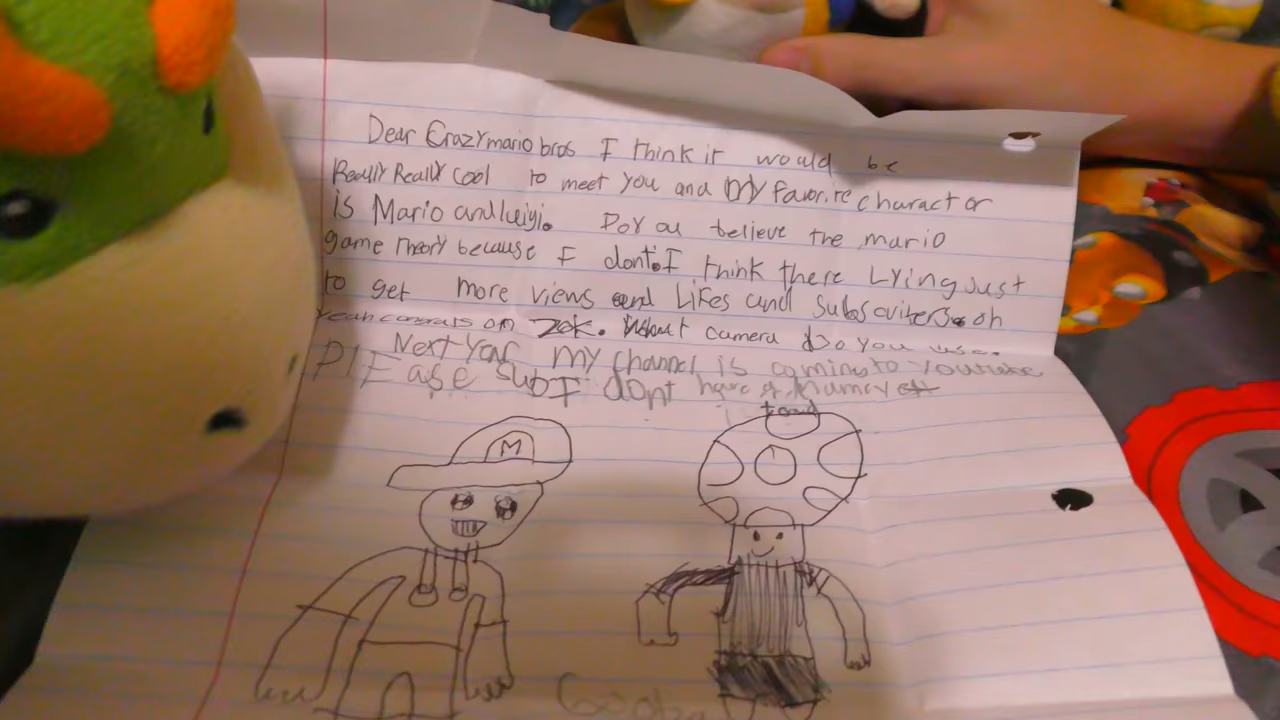 Dear Crazymario bros I think it would be
Really Really cool to meet you and my favorite charactor
is Mario and luigi. Do you believe the mario
game Theory because I dont. I think there Lying Just
to get more views and Likes and Subscribers. oh
yeah congrats on 20k. What camera do you use.
Next year my channel is coming to youtube
PlEase sub I dont have a
toad
M